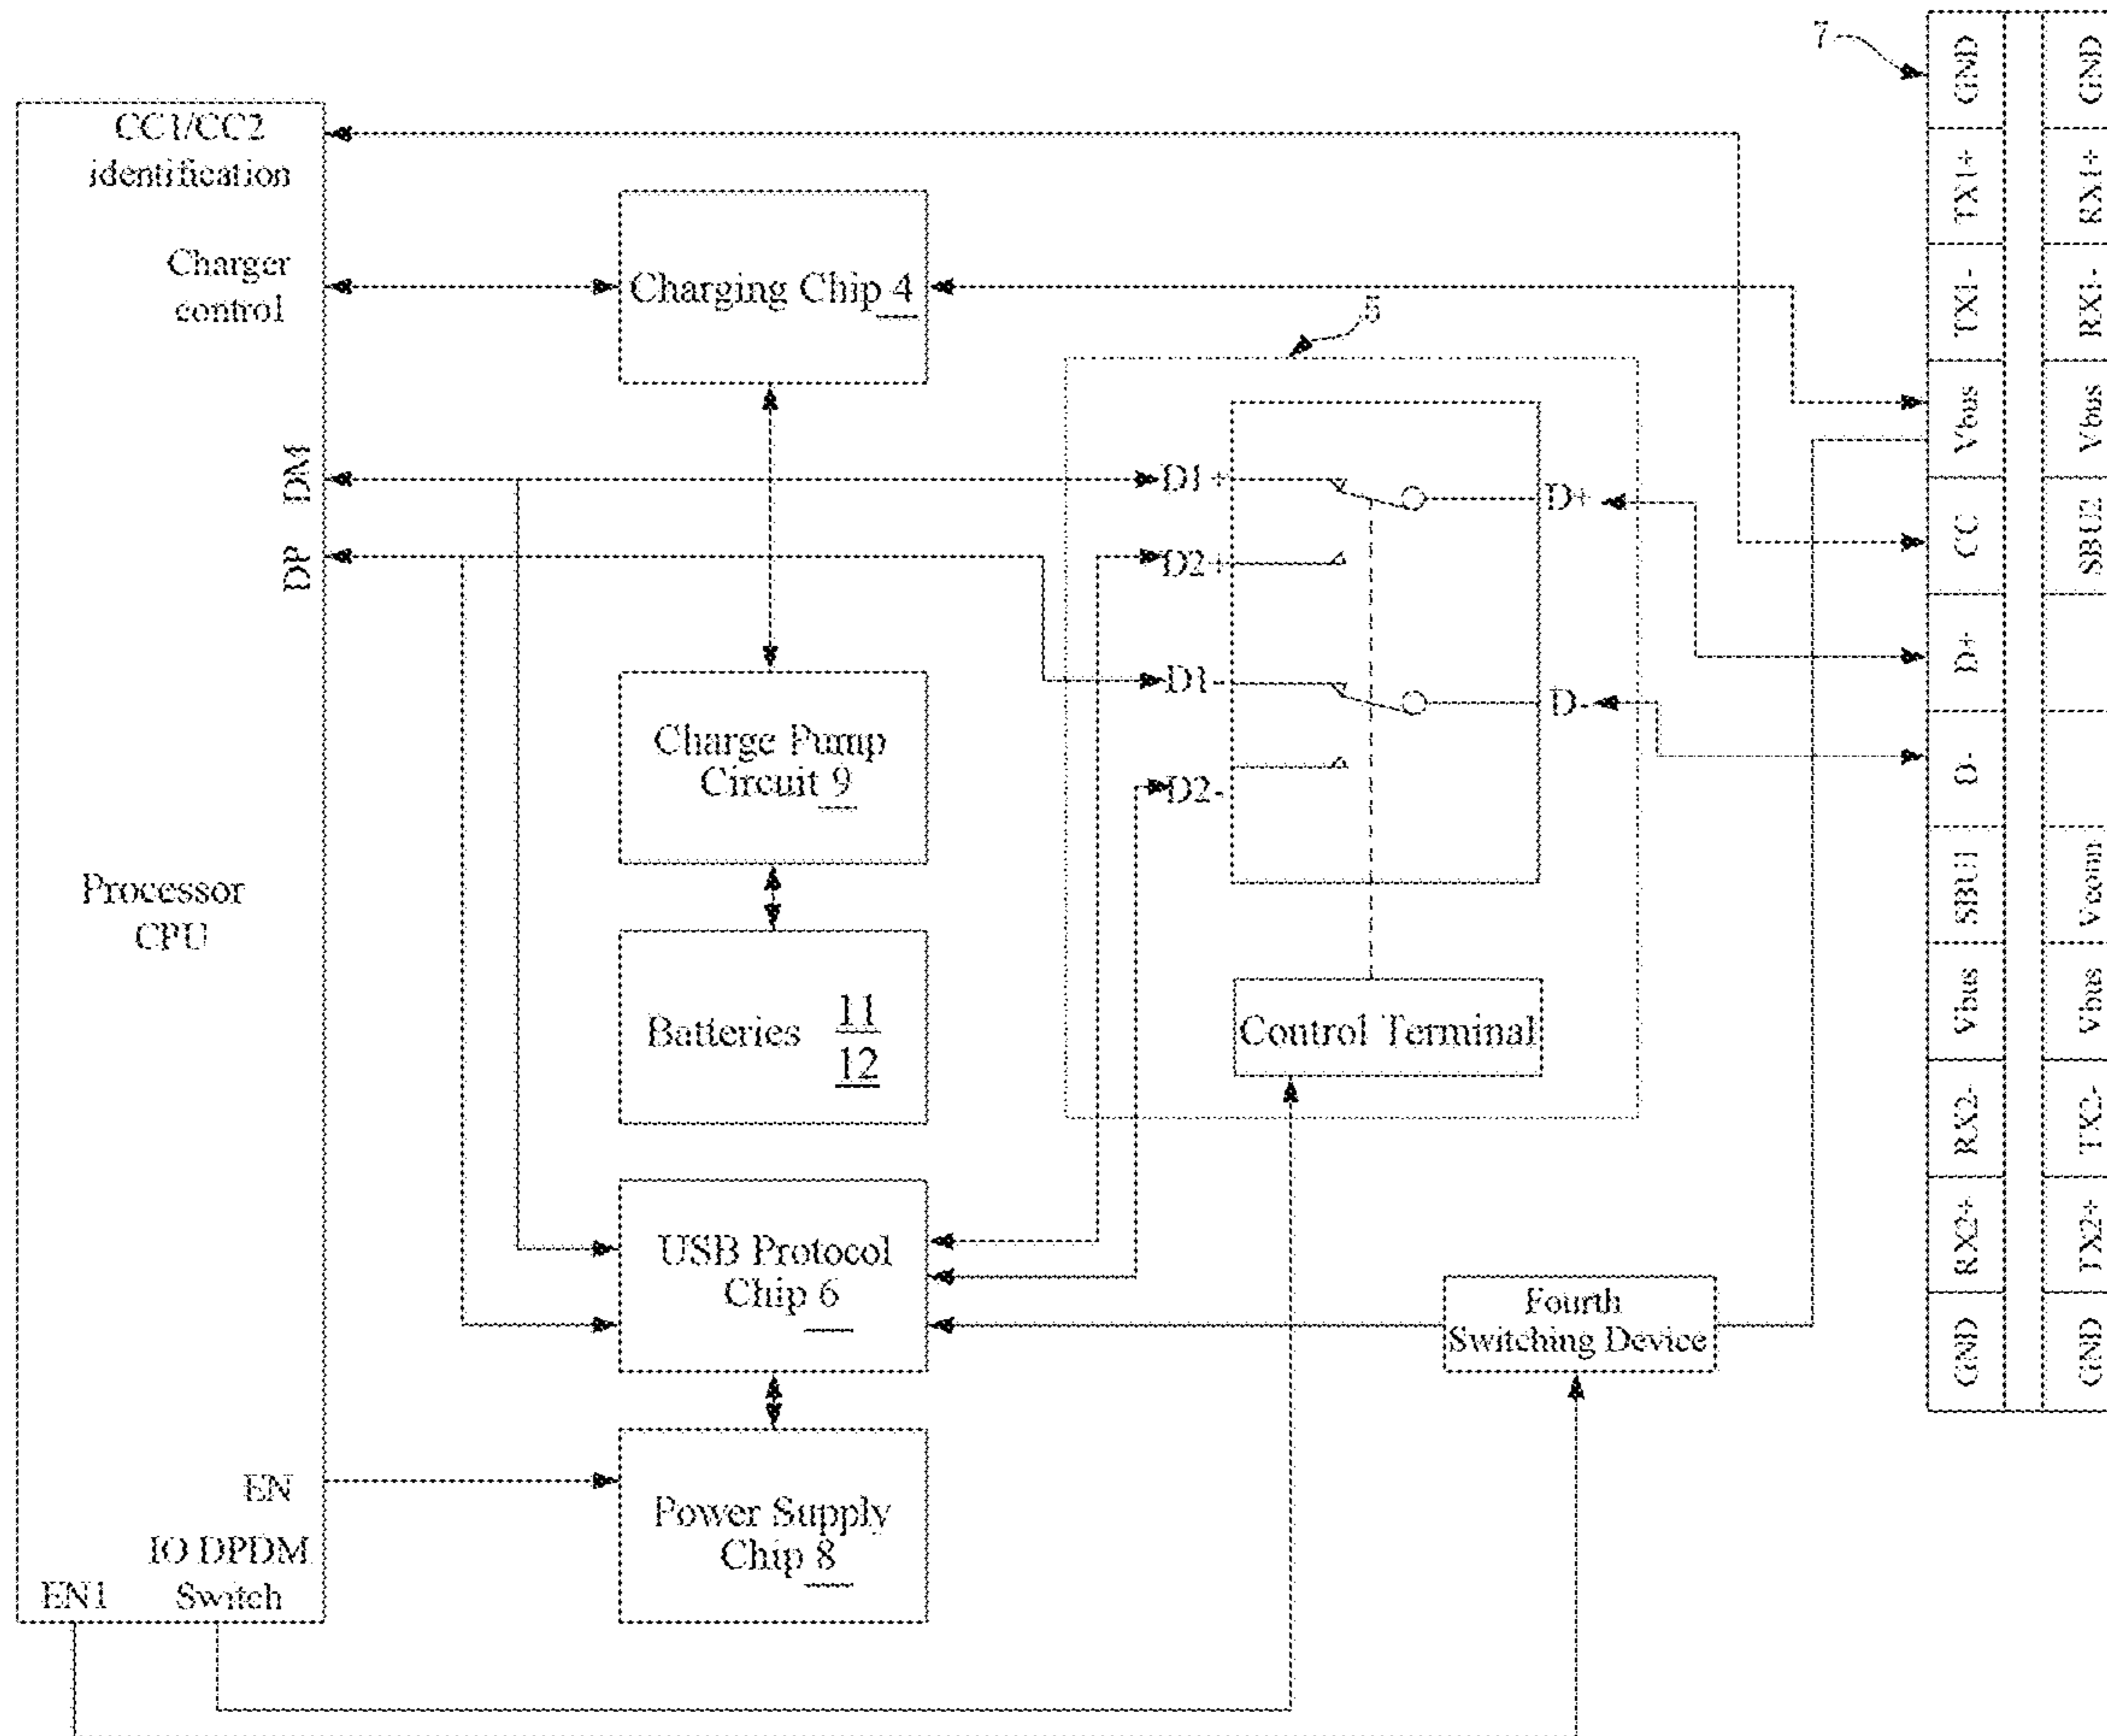 CC1/CC2
identification
Charger
control
DM
DP
Processor
CPU
EN
IO DPDM
Switch
EN1
Charging Chip 4
Charge Pump
Circuit 9
Batteries 11
12
USB Protocol
Chip 6
Power Supply
Chip 8
5
D1+
D2+
D1-
D2-
D+
D-
Control Terminal
Fourth
Switching Device
7
GND
TX1+
TX1-
Vbus
CC
D+
D-
SBU1
Vbus
RX2-
RX2+
GND
GND
RX1+
RX1-
Vbus
SBU2
Vconn
Vbus
TX2-
TX2+
GND